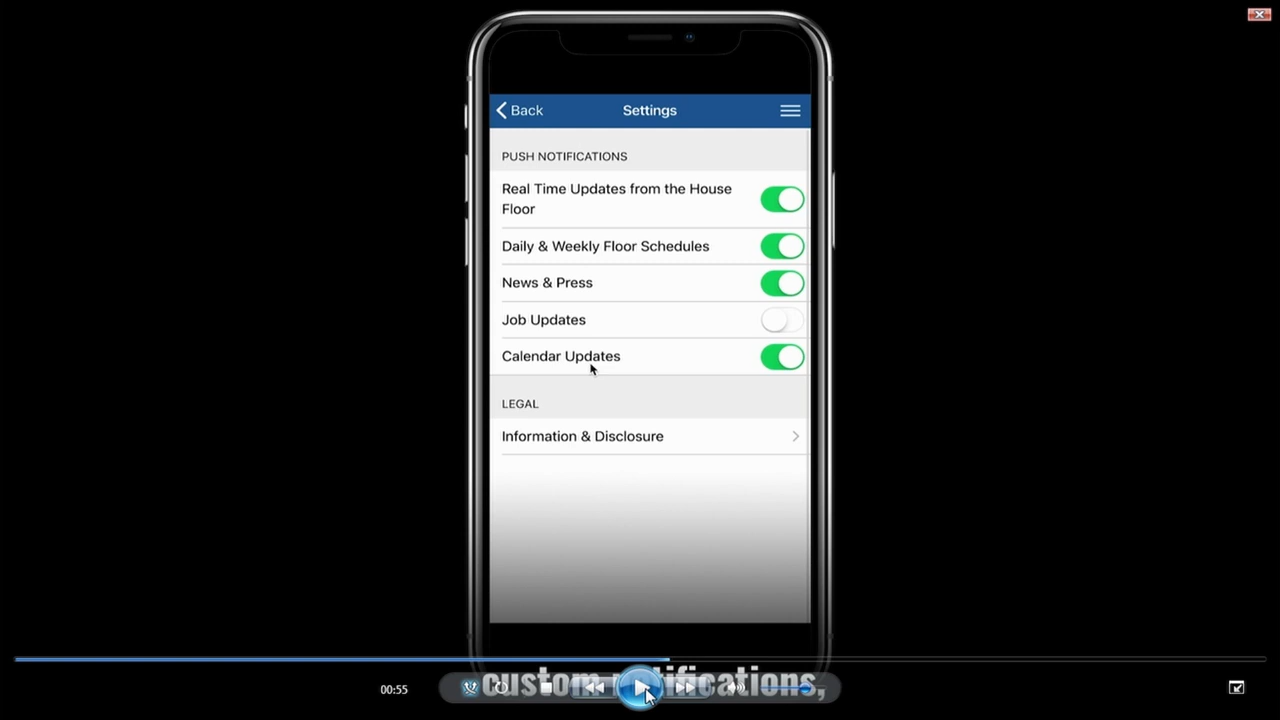 Back
Settings
PUSH NOTIFICATIONS
Real Time Updates from the House
Floor
Daily & Weekly Floor Schedules
News & Press
Job Updates
Calendar Updates
LEGAL
Information & Disclosure
custom notifications,
00:55